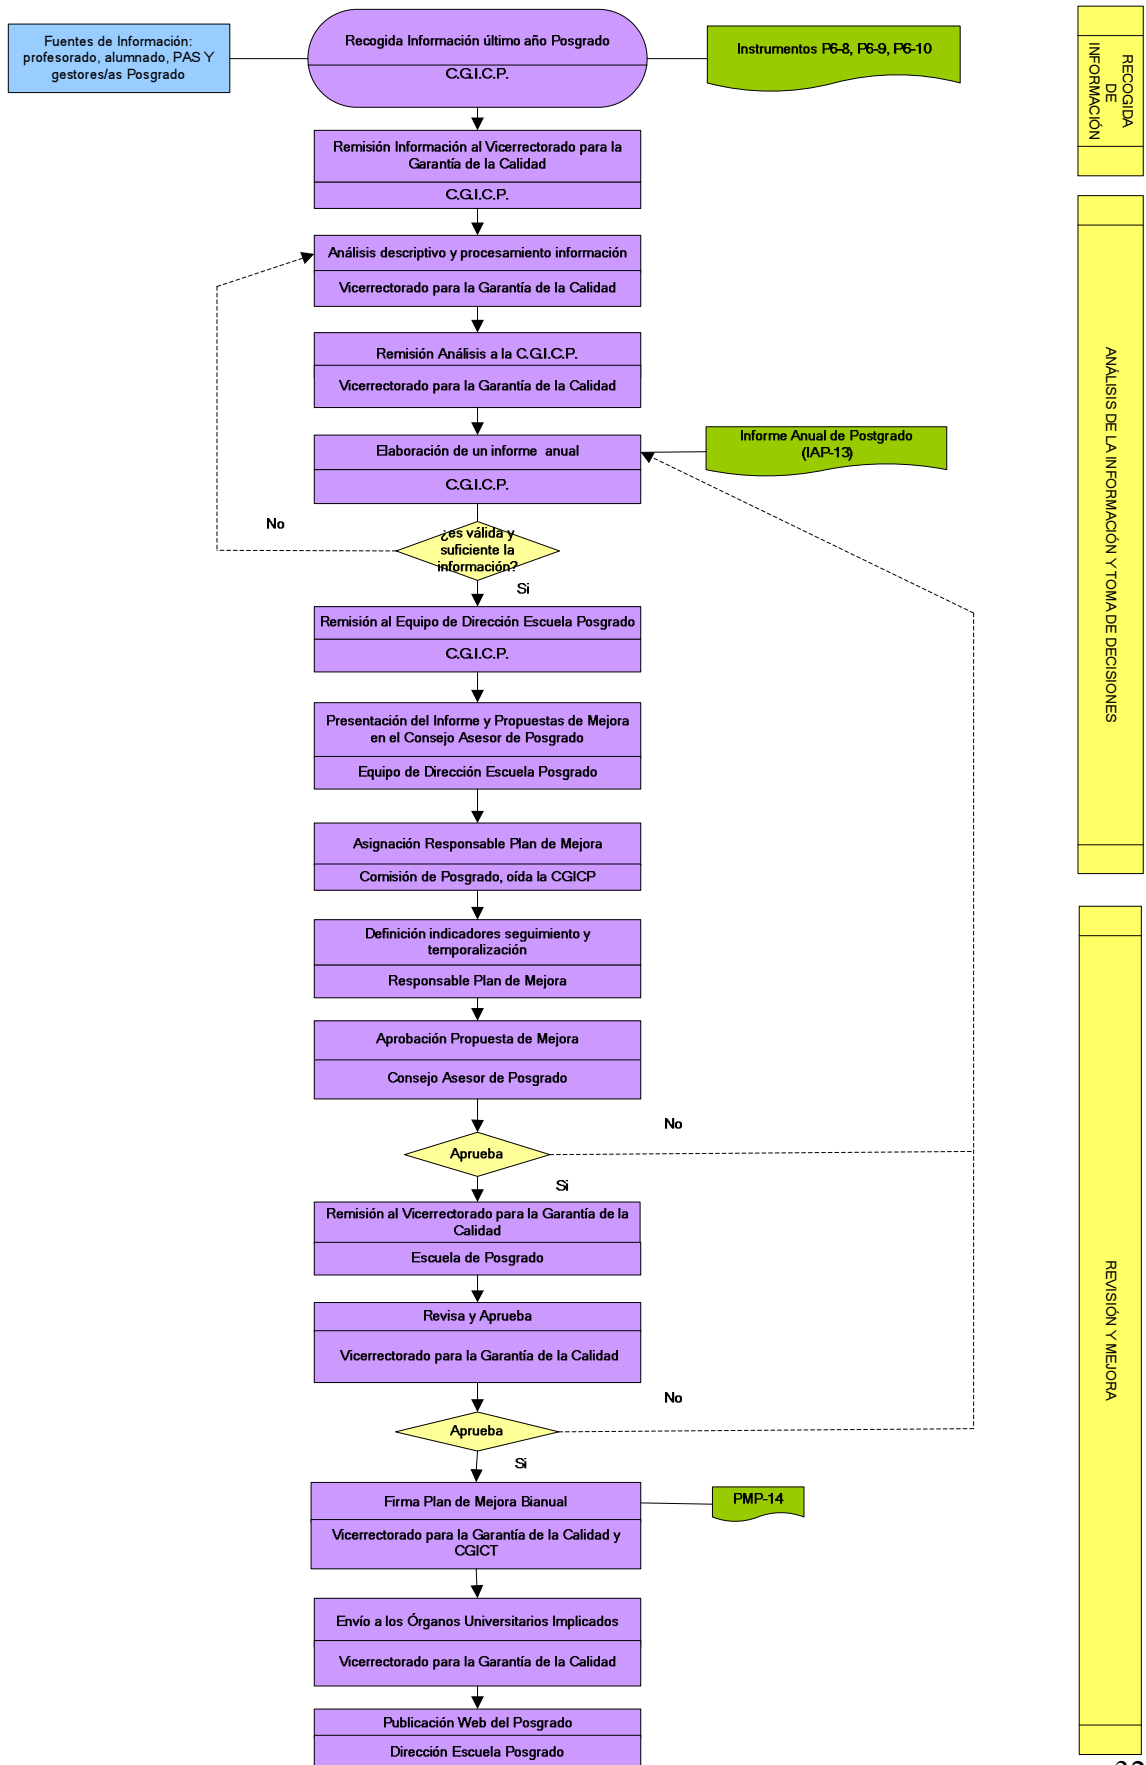 Fuentes de Información:
profesorado, alumnado, PAS Y
gestores/as Posgrado
Recogida Información último año Posgrado
C.G.I.C.P.
Instrumentos P6-8, P6-9, P6-10
RECOGIDA
DE
INFORMACIÓN
Remisión Información al Vicerrectorado para la
Garantía de la Calidad
C.G.I.C.P.
Análisis descriptivo y procesamiento información
Vicerrectorado para la Garantía de la Calidad
Remisión Análisis a la C.G.I.C.P.
Vicerrectorado para la Garantía de la Calidad
Elaboración de un informe anual
C.G.I.C.P.
Informe Anual de Postgrado
(IAP-13)
ANÁLISIS DE LA INFORMACIÓN Y TOMA DE DECISIONES
No
¿es válida y
suficiente la
información?
Si
Remisión al Equipo de Dirección Escuela Posgrado
C.G.I.C.P.
Presentación del Informe y Propuestas de Mejora
en el Consejo Asesor de Posgrado
Equipo de Dirección Escuela Posgrado
Asignación Responsable Plan de Mejora
Comisión de Posgrado, oída la CGICP
Definición indicadores seguimiento y
temporalización
Responsable Plan de Mejora
Aprobación Propuesta de Mejora
Consejo Asesor de Posgrado
No
Aprueba
Si
Remisión al Vicerrectorado para la Garantía de la
Calidad
Escuela de Posgrado
REVISIÓN Y MEJORA
Revisa y Aprueba
Vicerrectorado para la Garantía de la Calidad
No
Aprueba
Si
Firma Plan de Mejora Bianual
Vicerrectorado para la Garantía de la Calidad y
CGICT
PMP-14
Envío a los Órganos Universitarios Implicados
Vicerrectorado para la Garantía de la Calidad
Publicación Web del Posgrado
Dirección Escuela Posgrado